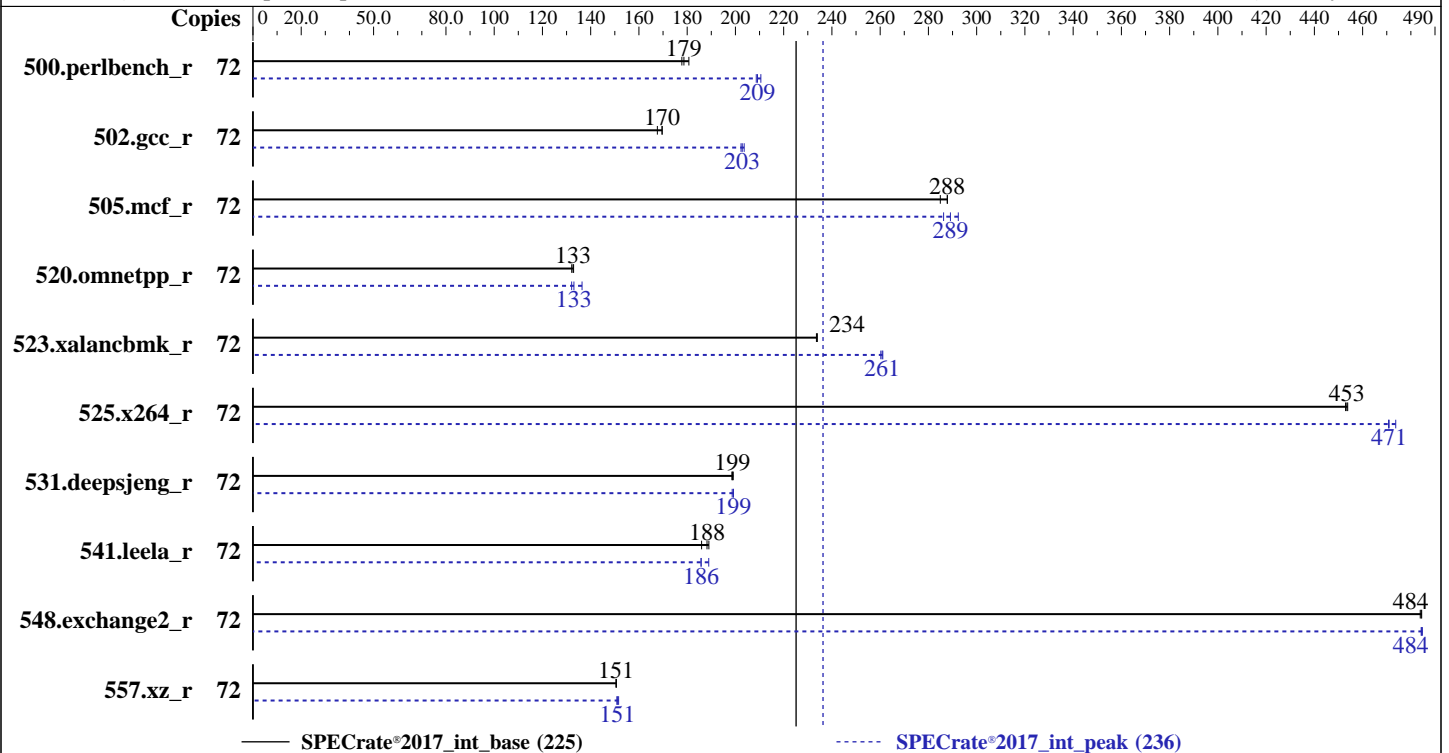 Copies 0 20.0 50.0 80.0 100 120 140 160 180 200 220 240 260 280 300 320 340 360 380 400 420 440 460 490
179
500.perlbench_r 72
209
170
502.gcc_r 72
203
288
505.mcf_r 72
289
133
520.omnetpp_r 72
133
234
523.xalancbmk_r 72
261
453
525.x264_r 72
471
199
531.deepsjeng_r 72
199
188
541.leela_r 72
186
484
548.exchange2_r 72
484
151
557.xz_r 72
151
SPECrate®2017_int_base (225) SPECrate®2017_int_peak (236)